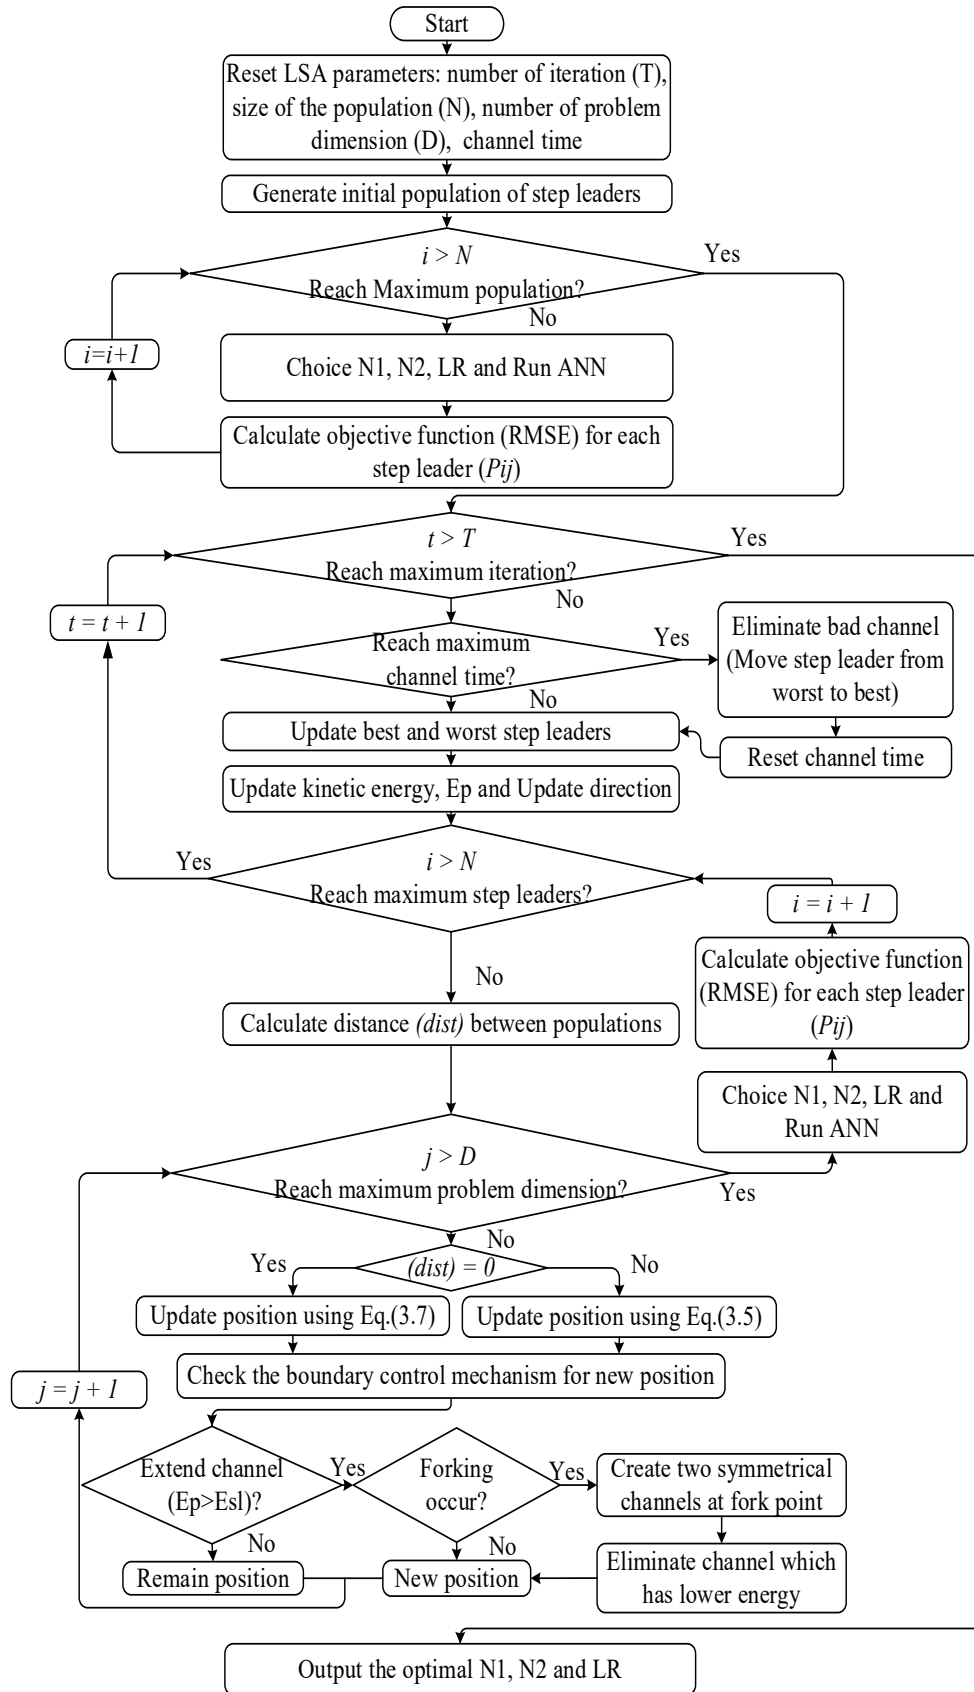 Start
Reset LSA parameters: number of iteration (T),
size of the population (N), number of problem
dimension (D), channel time
Generate initial population of step leaders
i > N
Reach Maximum population?
Yes
No
i=i+1
Choice N1, N2, LR and Run ANN
Calculate objective function (RMSE) for each
step leader (Pij)
t > T
Reach maximum iteration?
Yes
No
t = t + 1
Reach maximum
channel time?
Yes
No
Eliminate bad channel
(Move step leader from
worst to best)
Update best and worst step leaders
Reset channel time
Update kinetic energy, Ep and Update direction
i > N
Reach maximum step leaders?
Yes
No
i = i + 1
Calculate objective function
(RMSE) for each step leader
(Pij)
Calculate distance (dist) between populations
Choice N1, N2, LR and
Run ANN
j > D
Reach maximum problem dimension?
Yes
No
(dist) = 0
Yes
No
Update position using Eq.(3.7)
Update position using Eq.(3.5)
Check the boundary control mechanism for new position
j = j + 1
Extend channel
(Ep>Esl)?
Yes
No
Forking
occur?
Yes
No
Create two symmetrical
channels at fork point
Remain position
New position
Eliminate channel which
has lower energy
Output the optimal N1, N2 and LR